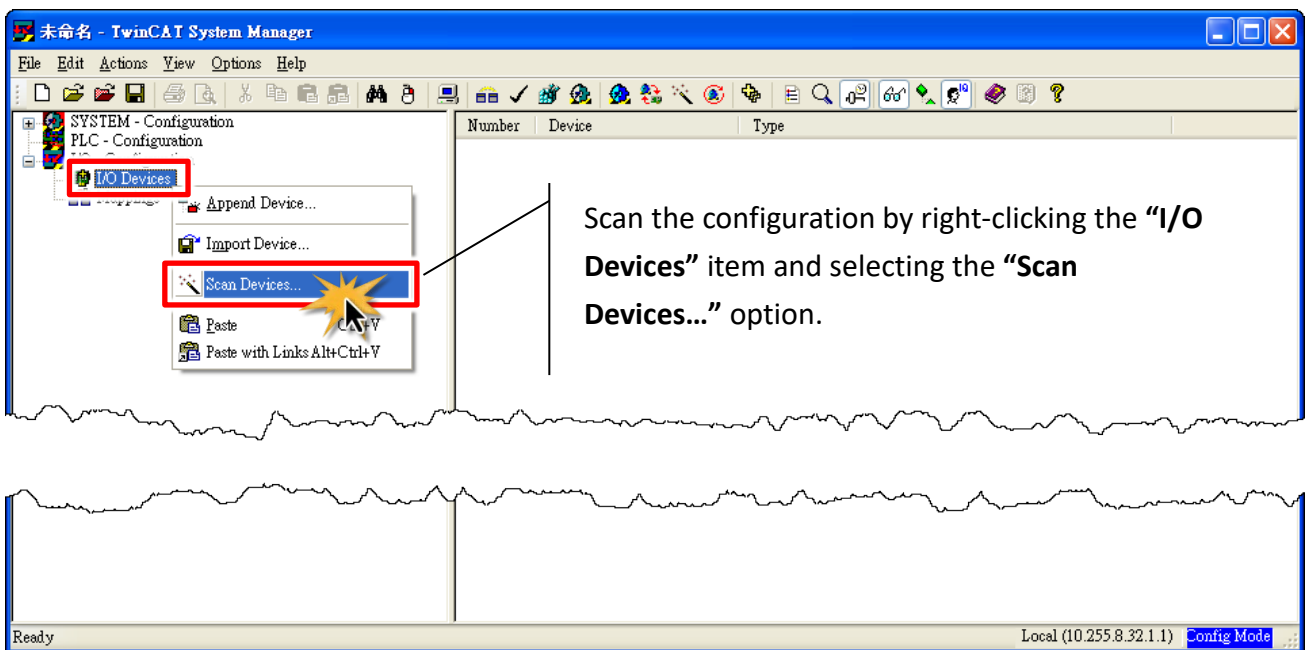 未命名 - TwinCAT System Manager
File Edit Actions View Options Help
SYSTEM - Configuration
PLC - Configuration
Number Device Type
I/O Devices
Append Device...
Import Device...
Scan Devices...
Paste
Paste with Links Alt+Ctrl+V
Scan the configuration by right-clicking the “I/O
Devices” item and selecting the “Scan
Devices…” option.
Ready Local (10.255.8.32.1.1) Config Mode